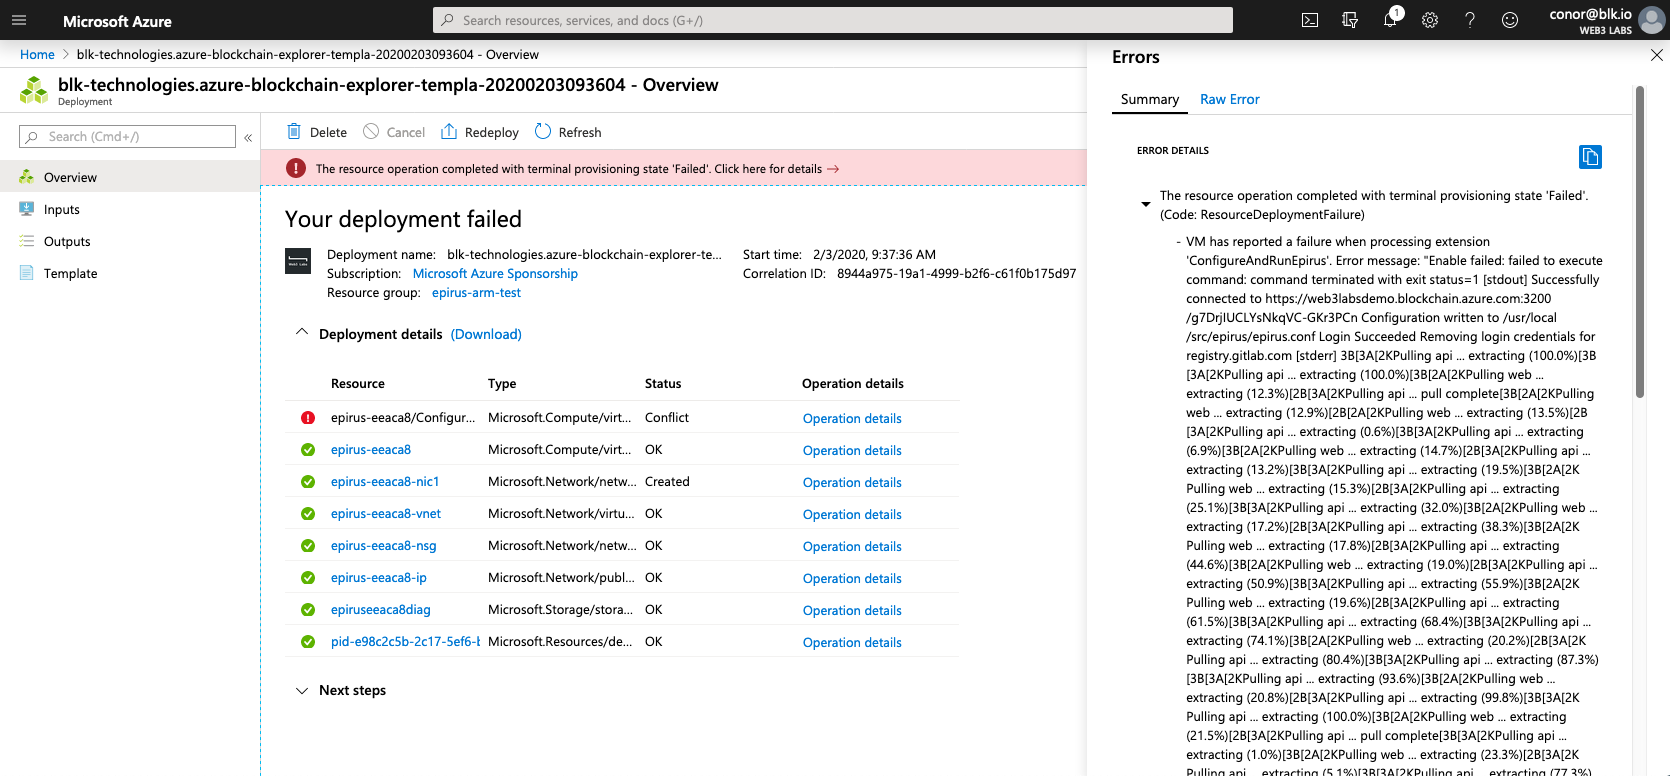 Microsoft Azure
Search resources, services, and docs (G+/)
1
conor@blk.io
WEB3 LABS
Home > blk-technologies.azure-blockchain-explorer-templa-20200203093604 - Overview
blk-technologies.azure-blockchain-explorer-templa-20200203093604 - Overview
Deployment
Search (Cmd+/)
«
Overview
Inputs
Outputs
Template
Delete
Cancel
Redeploy
Refresh
The resource operation completed with terminal provisioning state 'Failed'. Click here for details →
Your deployment failed
Deployment name: blk-technologies.azure-blockchain-explorer-te...
Subscription: Microsoft Azure Sponsorship
Resource group: epirus-arm-test
Start time: 2/3/2020, 9:37:36 AM
Correlation ID: 8944a975-19a1-4999-b2f6-c61f0b175d97
Deployment details (Download)
Resource Type Status Operation details
epirus-eeaca8/Configur... Microsoft.Compute/virt... Conflict Operation details
epirus-eeaca8 Microsoft.Compute/virt... OK Operation details
epirus-eeaca8-nic1 Microsoft.Network/netw... Created Operation details
epirus-eeaca8-vnet Microsoft.Network/virtu... OK Operation details
epirus-eeaca8-nsg Microsoft.Network/netw... OK Operation details
epirus-eeaca8-ip Microsoft.Network/publ... OK Operation details
epiruseeaca8diag Microsoft.Storage/stora... OK Operation details
pid-e98c2c5b-2c17-5ef6-b Microsoft.Resources/de... OK Operation details
Next steps
Errors
Summary Raw Error
ERROR DETAILS
The resource operation completed with terminal provisioning state 'Failed'.
(Code: ResourceDeploymentFailure)
- VM has reported a failure when processing extension
'ConfigureAndRunEpirus'. Error message: "Enable failed: failed to execute
command: command terminated with exit status=1 [stdout] Successfully
connected to https://web3labsdemo.blockchain.azure.com:3200
/g7DrjIUCLYsNkqVC-GKr3PCn Configuration written to /usr/local
/src/epirus/epirus.conf Login Succeeded Removing login credentials for
registry.gitlab.com [stderr] 3B[3A[2KPulling api ... extracting (100.0%)[3B
[3A[2KPulling api ... extracting (100.0%)[3B[2A[2KPulling web ...
extracting (12.3%)[2B[3A[2KPulling api ... pull complete[3B[2A[2KPulling
web ... extracting (12.9%)[2B[2A[2KPulling web ... extracting (13.5%)[2B
[3A[2KPulling api ... extracting (0.6%)[3B[3A[2KPulling api ... extracting
(6.9%)[3B[2A[2KPulling web ... extracting (14.7%)[2B[3A[2KPulling api ...
extracting (13.2%)[3B[3A[2KPulling api ... extracting (19.5%)[3B[2A[2K
Pulling web ... extracting (15.3%)[2B[3A[2KPulling api ... extracting
(25.1%)[3B[3A[2KPulling api ... extracting (32.0%)[3B[2A[2KPulling web ...
extracting (17.2%)[2B[3A[2KPulling api ... extracting (38.3%)[3B[2A[2K
Pulling web ... extracting (17.8%)[2B[3A[2KPulling api ... extracting
(44.6%)[3B[2A[2KPulling web ... extracting (19.0%)[2B[3A[2KPulling api ...
extracting (50.9%)[3B[3A[2KPulling api ... extracting (55.9%)[3B[2A[2K
Pulling web ... extracting (19.6%)[2B[3A[2KPulling api ... extracting
(61.5%)[3B[3A[2KPulling api ... extracting (68.4%)[3B[3A[2KPulling api ...
extracting (74.1%)[3B[2A[2KPulling web ... extracting (20.2%)[2B[3A[2K
Pulling api ... extracting (80.4%)[3B[3A[2KPulling api ... extracting (87.3%)
[3B[3A[2KPulling api ... extracting (93.6%)[3B[2A[2KPulling web ...
extracting (20.8%)[2B[3A[2KPulling api ... extracting (99.8%)[3B[3A[2K
Pulling api ... extracting (100.0%)[3B[2A[2KPulling web ... extracting
(21.5%)[2B[3A[2KPulling api ... pull complete[3B[3A[2KPulling api ...
extracting (1.0%)[3B[2A[2KPulling web ... extracting (23.3%)[2B[3A[2K
Pulling api ... extracting (5.1%)[3B[3A[2KPulling api ... extracting (77.3%)